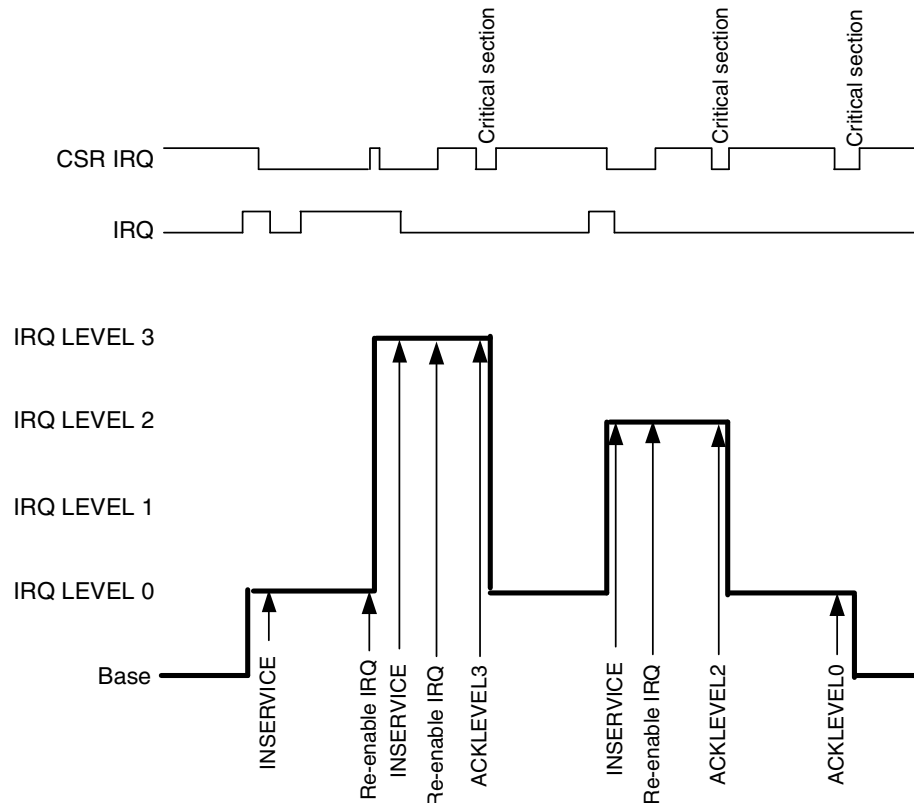 Critical section
Critical section
Critical section
CSR IRQ
IRQ
IRQ LEVEL 3
IRQ LEVEL 2
IRQ LEVEL 1
IRQ LEVEL 0
Base
INSERVICE
Re-enable IRQ
INSERVICE
Re-enable IRQ
ACKLEVEL3
INSERVICE
Re-enable IRQ
ACKLEVEL2
ACKLEVEL0